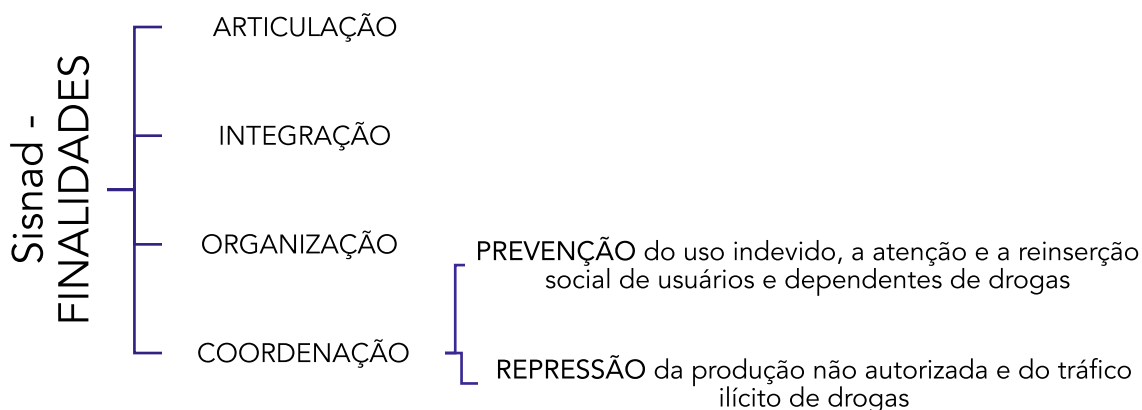 Sisnad -
FINALIDADES
ARTICULAÇÃO
INTEGRAÇÃO
ORGANIZAÇÃO
COORDENAÇÃO
PREVENÇÃO do uso indevido, a atenção e a reinserção
social de usuários e dependentes de drogas
REPRESSÃO da produção não autorizada e do tráfico
ilícito de drogas